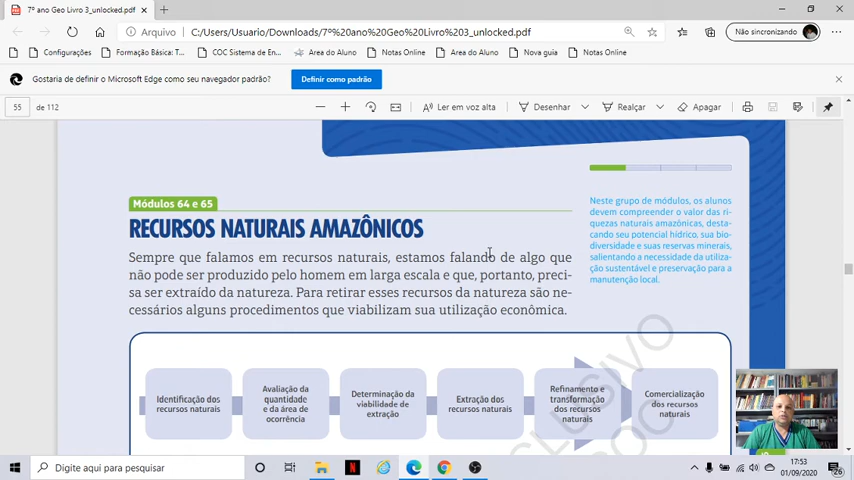 7º ano Geo Livro 3_unlocked.pdf
Arquivo
C:/Users/Usuario/Downloads/7º%20ano%20Geo%20Livro%203_unlocked.pdf
Não sincronizando
Configurações
Formação Básica: T...
COC Sistema de En...
Area do Aluno
Notas Online
Area do Aluno
Nova guia
Notas Online
Gostaria de definir o Microsoft Edge como seu navegador padrão?
Definir como padrão
55
de 112
Ler em voz alta
Desenhar
Realçar
Apagar
Módulos 64 e 65
RECURSOS NATURAIS AMAZÔNICOS
Sempre que falamos em recursos naturais, estamos falando de algo que
não pode ser produzido pelo homem em larga escala e que, portanto, preci-
sa ser extraído da natureza. Para retirar esses recursos da natureza são ne-
cessários alguns procedimentos que viabilizam sua utilização econômica.
Neste grupo de módulos, os alunos
devem compreender o valor das ri-
quezas naturais amazônicas, desta-
cando seu potencial hídrico, sua bio-
diversidade e suas reservas minerais,
salientando a necessidade da utiliza-
ção sustentável e preservação para a
manutenção local.
Identificação dos
recursos naturais
Avaliação da
quantidade
e da área de
ocorrência
Determinação da
viabilidade de
extração
Extração dos
recursos naturais
Refinamento e
transformação
dos recursos
naturais
Comercialização
dos recursos
naturais
Digite aqui para pesquisar
17:53
01/09/2020
26